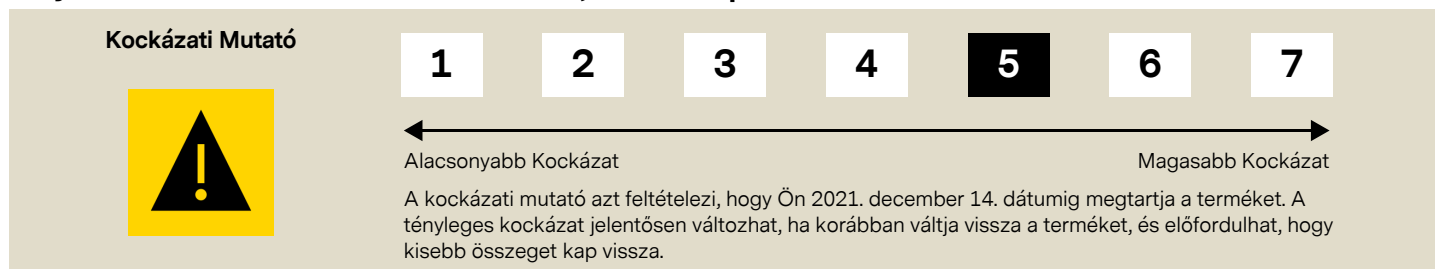 Kockázati Mutató
1 2 3 4 5 6 7
Alacsonyabb Kockázat Magasabb Kockázat
A kockázati mutató azt feltételezi, hogy Ön 2021. december 14. dátumig megtartja a terméket. A
tényleges kockázat jelentősen változhat, ha korábban váltja vissza a terméket, és előfordulhat, hogy
kisebb összeget kap vissza.